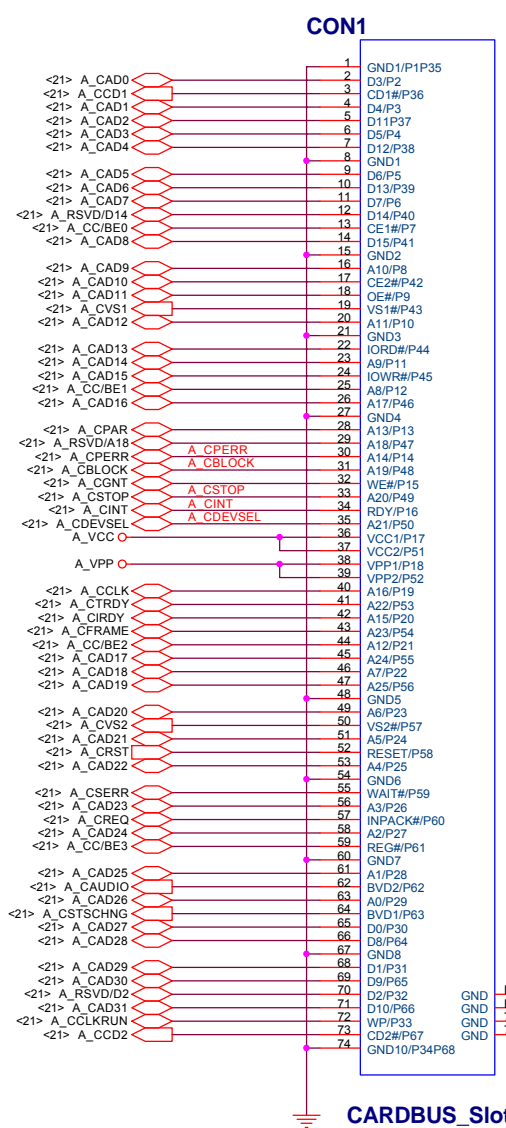 CON1
1 GND1/P1P35
<21> A_CAD0 2 D3/P2
<21> A_CCD1 3 CD1#/P36
<21> A_CAD1 4 D4/P3
<21> A_CAD2 5 D11P37
<21> A_CAD3 6 D5/P4
<21> A_CAD4 7 D12/P38
8 GND1
<21> A_CAD5 9 D6/P5
<21> A_CAD6 10 D13/P39
<21> A_CAD7 11 D7/P6
<21> A_RSVD/D14 12 D14/P40
<21> A_CC/BE0 13 CE1#/P7
<21> A_CAD8 14 D15/P41
15 GND2
<21> A_CAD9 16 A10/P8
<21> A_CAD10 17 CE2#/P42
<21> A_CAD11 18 OE#/P9
<21> A_CVS1 19 VS1#/P43
<21> A_CAD12 20 A11/P10
21 GND3
<21> A_CAD13 22 IORD#/P44
<21> A_CAD14 23 A9/P11
<21> A_CAD15 24 IOWR#/P45
<21> A_CC/BE1 25 A8/P12
<21> A_CAD16 26 A17/P46
27 GND4
<21> A_CPAR 28 A13/P13
<21> A_RSVD/A18 29 A18/P47
<21> A_CPERR A_CPERR 30 A14/P14
<21> A_CBLOCK A_CBLOCK 31 A19/P48
<21> A_CGNT 32 WE#/P15
<21> A_CSTOP A_CSTOP 33 A20/P49
<21> A_CINT A_CINT 34 RDY/P16
<21> A_CDEVSEL A_CDEVSEL 35 A21/P50
A_VCC 36 VCC1/P17
37 VCC2/P51
A_VPP 38 VPP1/P18
39 VPP2/P52
<21> A_CCLK 40 A16/P19
<21> A_CTRDY 41 A22/P53
<21> A_CIRDY 42 A15/P20
<21> A_CFRAME 43 A23/P54
<21> A_CC/BE2 44 A12/P21
<21> A_CAD17 45 A24/P55
<21> A_CAD18 46 A7/P22
<21> A_CAD19 47 A25/P56
48 GND5
<21> A_CAD20 49 A6/P23
<21> A_CVS2 50 VS2#/P57
<21> A_CAD21 51 A5/P24
<21> A_CRST 52 RESET/P58
<21> A_CAD22 53 A4/P25
54 GND6
<21> A_CSERR 55 WAIT#/P59
<21> A_CAD23 56 A3/P26
<21> A_CREQ 57 INPACK#/P60
<21> A_CAD24 58 A2/P27
<21> A_CC/BE3 59 REG#/P61
60 GND7
<21> A_CAD25 61 A1/P28
<21> A_CAUDIO 62 BVD2/P62
<21> A_CAD26 63 A0/P29
<21> A_CSTSCHNG 64 BVD1/P63
<21> A_CAD27 65 D0/P30
<21> A_CAD28 66 D8/P64
67 GND8
<21> A_CAD29 68 D1/P31
<21> A_CAD30 69 D9/P65
<21> A_RSVD/D2 70 D2/P32 GND
<21> A_CAD31 71 D10/P66 GND
<21> A_CCLKRUN 72 WP/P33 GND
<21> A_CCD2 73 CD2#/P67 GND
74 GND10/P34P68
CARDBUS_Slot